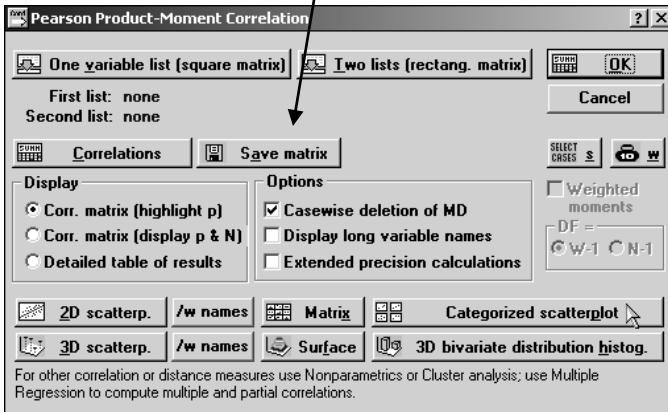 Pearson Product-Moment Correlation
One variable list (square matrix) Two lists (rectang. matrix) OK
First list: none
Second list: none
Cancel
Correlations Save matrix SELECT CASES S W
Display
Corr. matrix (highlight p)
Corr. matrix (display p & N)
Detailed table of results
Options
Casewise deletion of MD
Display long variable names
Extended precision calculations
Weighted
moments
DF =
W-1 N-1
2D scatterp. /w names Matrix Categorized scatterplot
3D scatterp. /w names Surface 3D bivariate distribution histog.
For other correlation or distance measures use Nonparametrics or Cluster analysis; use Multiple
Regression to compute multiple and partial correlations.